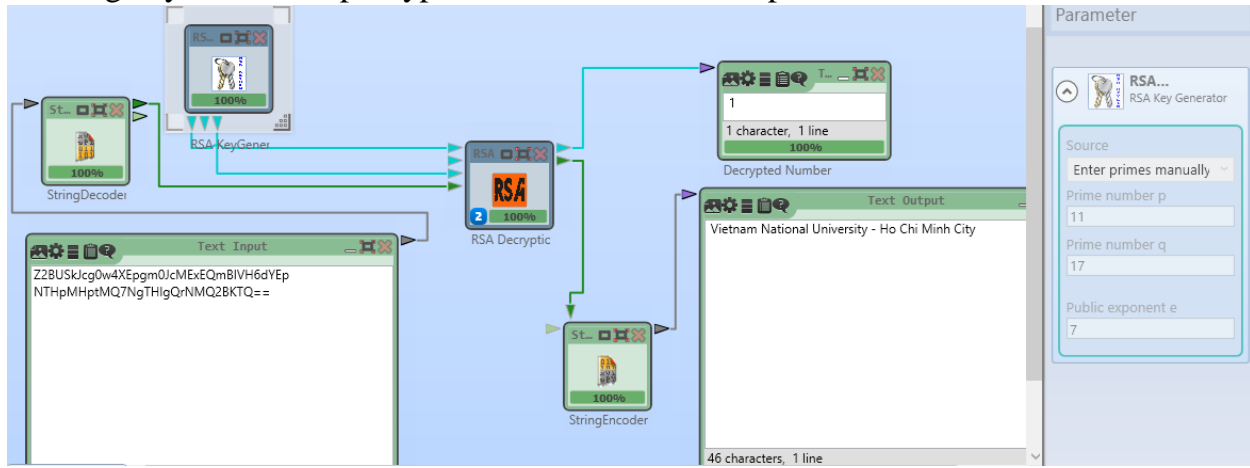 Parameter
RS...
100%
RSA KeyGener
St...
100%
StringDecoder
RSA
2
100%
RSA Decryptic
T...
1
1 character, 1 line
100%
Decrypted Number
Text Input
Z2BUSkJcg0w4XEpgm0JcMExEQmBIVH6dYEp
NTHpMHptMQ7NgTHIgQrNMQ2BKTQ==
St...
100%
StringEncoder
Text Output
Vietnam National University - Ho Chi Minh City
46 characters, 1 line
RSA...
RSA Key Generator
Source
Enter primes manually
Prime number p
11
Prime number q
17
Public exponent e
7